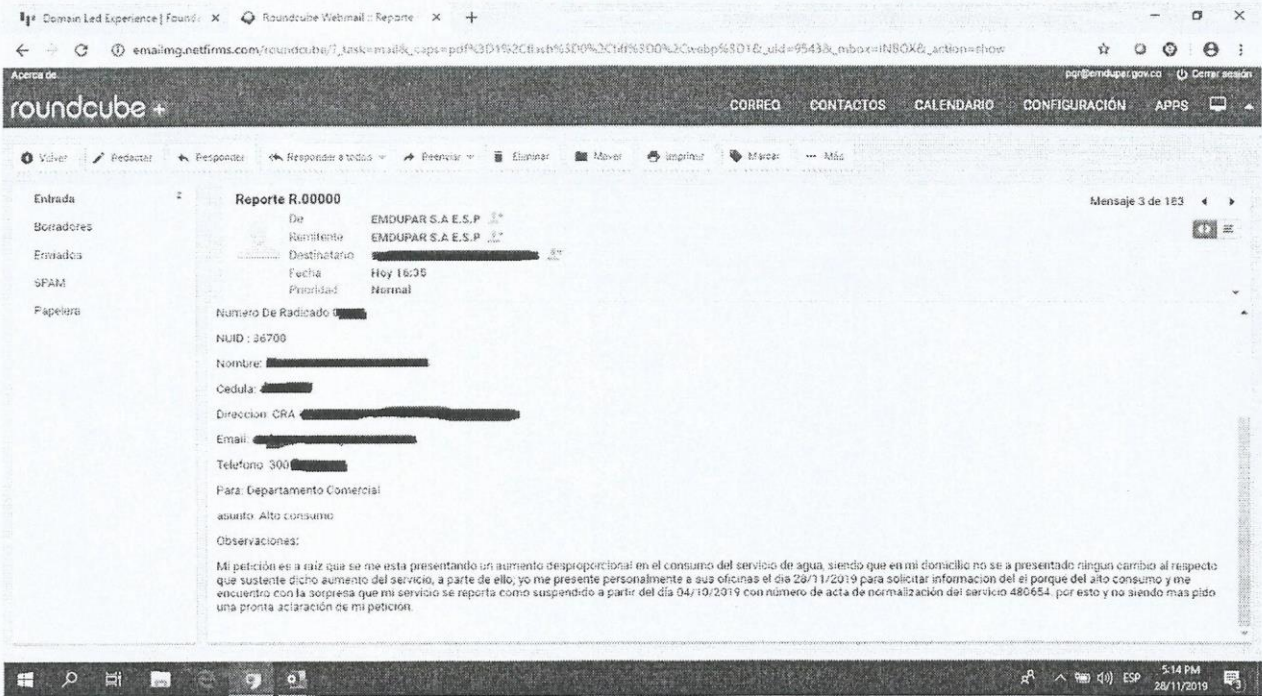 Domain Led Experience | Found
Roundcube Webmail :: Reporte
emailmg.netfirms.com/roundcube/?_task=mail&_caps=pdf%3D1%2Cflash%3D0%2Ctif%3D0%2Cwebp%3D1&_uid=9543&_mbox=INBOX&_action=show
Acerca de
pqr@emdupar.gov.co Cerrar sesión
roundcube +
CORREO CONTACTOS CALENDARIO CONFIGURACIÓN APPS
Volver Redactar Responder Responder a todos Reenviar Eliminar Mover Imprimir Marcar ... Más
Entrada
Borradores
Enviados
SPAM
Papelera
Reporte R.00000
Mensaje 3 de 183
De EMDUPAR S.A E.S.P
Remitente EMDUPAR S.A E.S.P
Destinatario
Fecha Hoy 16:35
Prioridad Normal
Numero De Radicado
NUID : 36700
Nombre:
Cedula:
Direccion: CRA
Email:
Telefono: 300
Para: Departamento Comercial
asunto: Alto consumo
Observaciones:
Mi petición es a raíz que se me esta presentando un aumento desproporcional en el consumo del servicio de agua, siendo que en mi domicilio no se a presentado ningun cambio al respecto
que sustente dicho aumento del servicio, a parte de ello; yo me presente personalmente a sus oficinas el dia 28/11/2019 para solicitar informacion del el porque del alto consumo y me
encuentro con la sorpresa que mi servicio se reporta como suspendido a partir del día 04/10/2019 con número de acta de normalización del servicio 480654, por esto y no siendo mas pido
una pronta aclaración de mi petición.
ESP
5:14 PM
28/11/2019
3